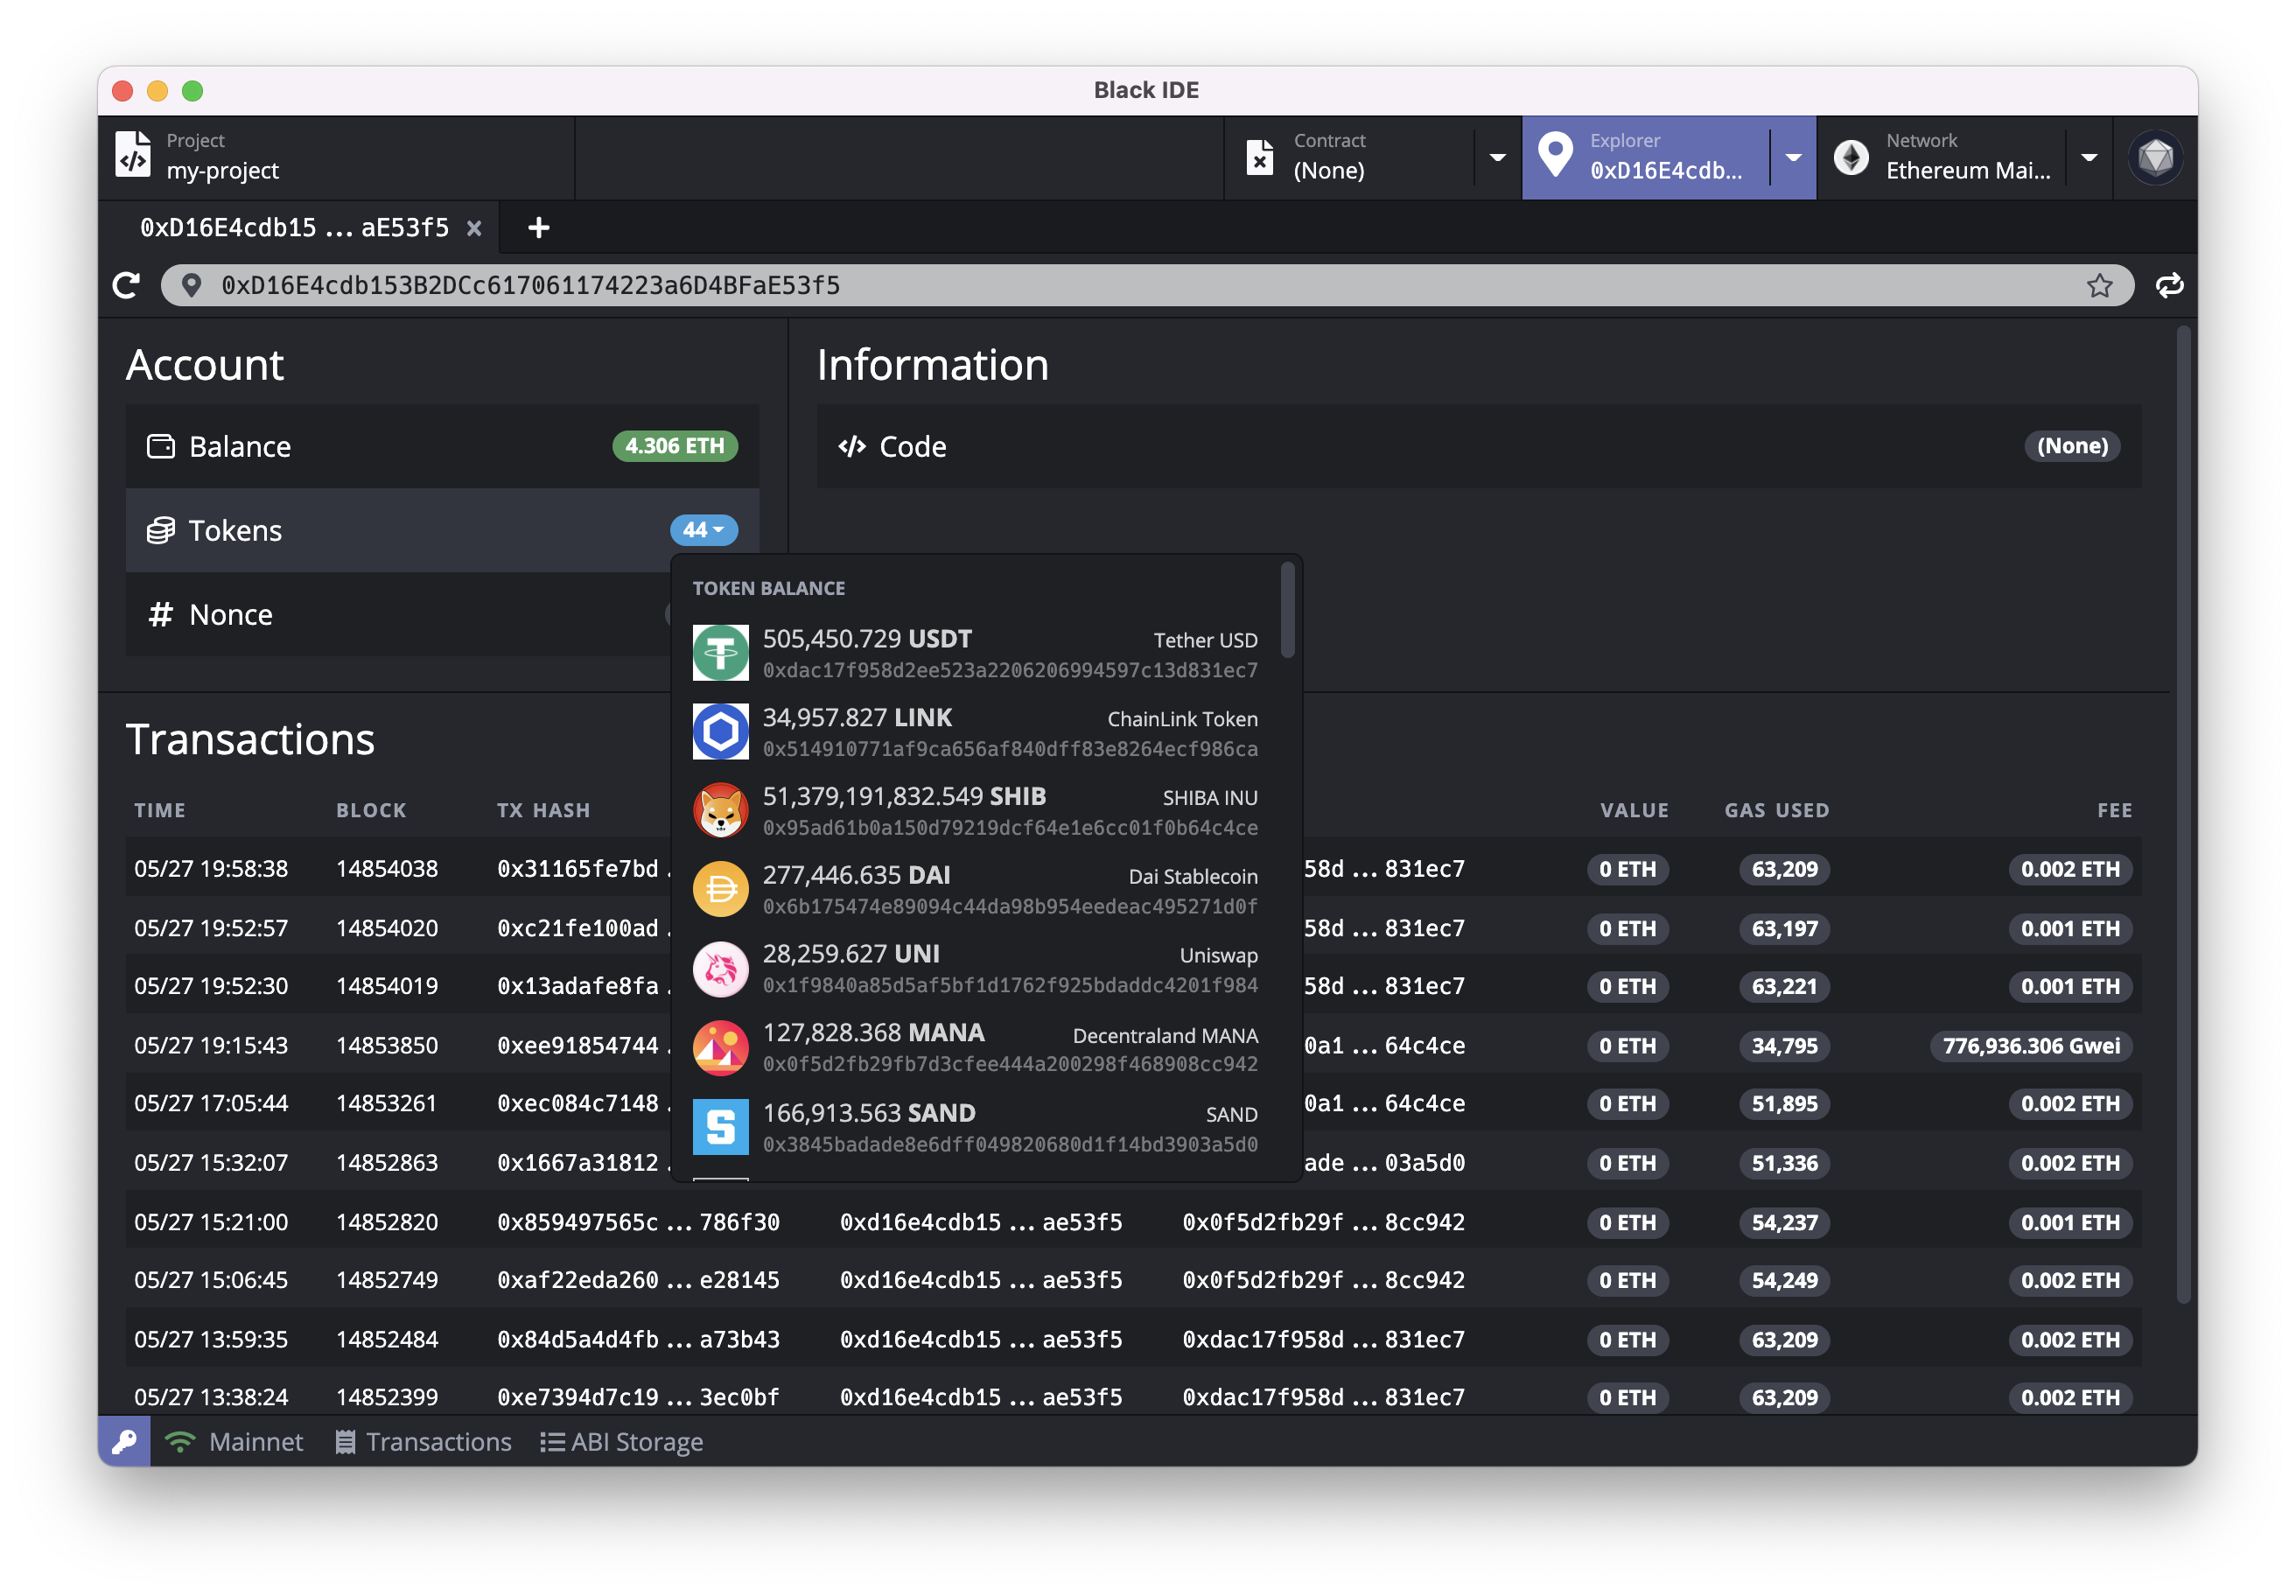 Black IDE
Project
my-project
Contract
(None)
Explorer
0xD16E4cdb...
Network
Ethereum Mai...
0xD16E4cdb15 ... aE53f5
0xD16E4cdb153B2DCc617061174223a6D4BFaE53f5
Account
Balance 4.306 ETH
Tokens 44
# Nonce
Information
</> Code (None)
TOKEN BALANCE
505,450.729 USDT Tether USD
0xdac17f958d2ee523a2206206994597c13d831ec7
34,957.827 LINK ChainLink Token
0x514910771af9ca656af840dff83e8264ecf986ca
51,379,191,832.549 SHIB SHIBA INU
0x95ad61b0a150d79219dcf64e1e6cc01f0b64c4ce
277,446.635 DAI Dai Stablecoin
0x6b175474e89094c44da98b954eedeac495271d0f
28,259.627 UNI Uniswap
0x1f9840a85d5af5bf1d1762f925bdaddc4201f984
127,828.368 MANA Decentraland MANA
0x0f5d2fb29fb7d3cfee444a200298f468908cc942
166,913.563 SAND SAND
0x3845badade8e6dff049820680d1f14bd3903a5d0
Transactions
TIME BLOCK TX HASH VALUE GAS USED FEE
05/27 19:58:38 14854038 0x31165fe7bd . 58d ... 831ec7 0 ETH 63,209 0.002 ETH
05/27 19:52:57 14854020 0xc21fe100ad . 58d ... 831ec7 0 ETH 63,197 0.001 ETH
05/27 19:52:30 14854019 0x13adafe8fa . 58d ... 831ec7 0 ETH 63,221 0.001 ETH
05/27 19:15:43 14853850 0xee91854744 . 0a1 ... 64c4ce 0 ETH 34,795 776,936.306 Gwei
05/27 17:05:44 14853261 0xec084c7148 . 0a1 ... 64c4ce 0 ETH 51,895 0.002 ETH
05/27 15:32:07 14852863 0x1667a31812 . ade ... 03a5d0 0 ETH 51,336 0.002 ETH
05/27 15:21:00 14852820 0x859497565c ... 786f30 0xd16e4cdb15 ... ae53f5 0x0f5d2fb29f ... 8cc942 0 ETH 54,237 0.001 ETH
05/27 15:06:45 14852749 0xaf22eda260 ... e28145 0xd16e4cdb15 ... ae53f5 0x0f5d2fb29f ... 8cc942 0 ETH 54,249 0.002 ETH
05/27 13:59:35 14852484 0x84d5a4d4fb ... a73b43 0xd16e4cdb15 ... ae53f5 0xdac17f958d ... 831ec7 0 ETH 63,209 0.002 ETH
05/27 13:38:24 14852399 0xe7394d7c19 ... 3ec0bf 0xd16e4cdb15 ... ae53f5 0xdac17f958d ... 831ec7 0 ETH 63,209 0.002 ETH
Mainnet Transactions ABI Storage